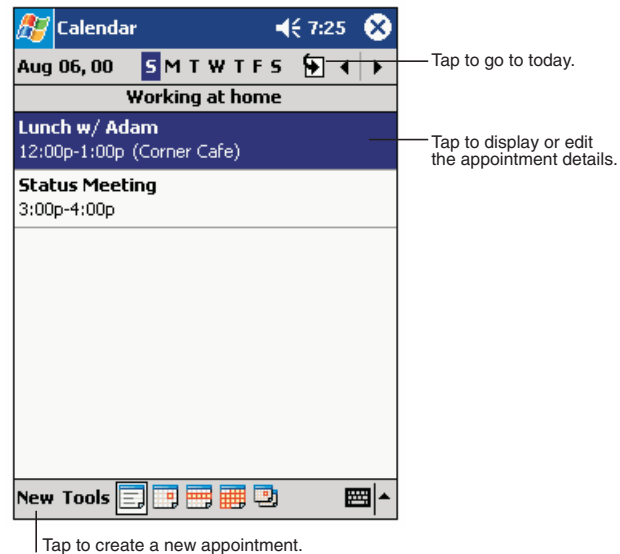 Calendar 7:25
Aug 06, 00 S M T W T F S
Tap to go to today.
Working at home
Lunch w/ Adam
12:00p-1:00p (Corner Cafe)
Tap to display or edit
the appointment details.
Status Meeting
3:00p-4:00p
New Tools
Tap to create a new appointment.